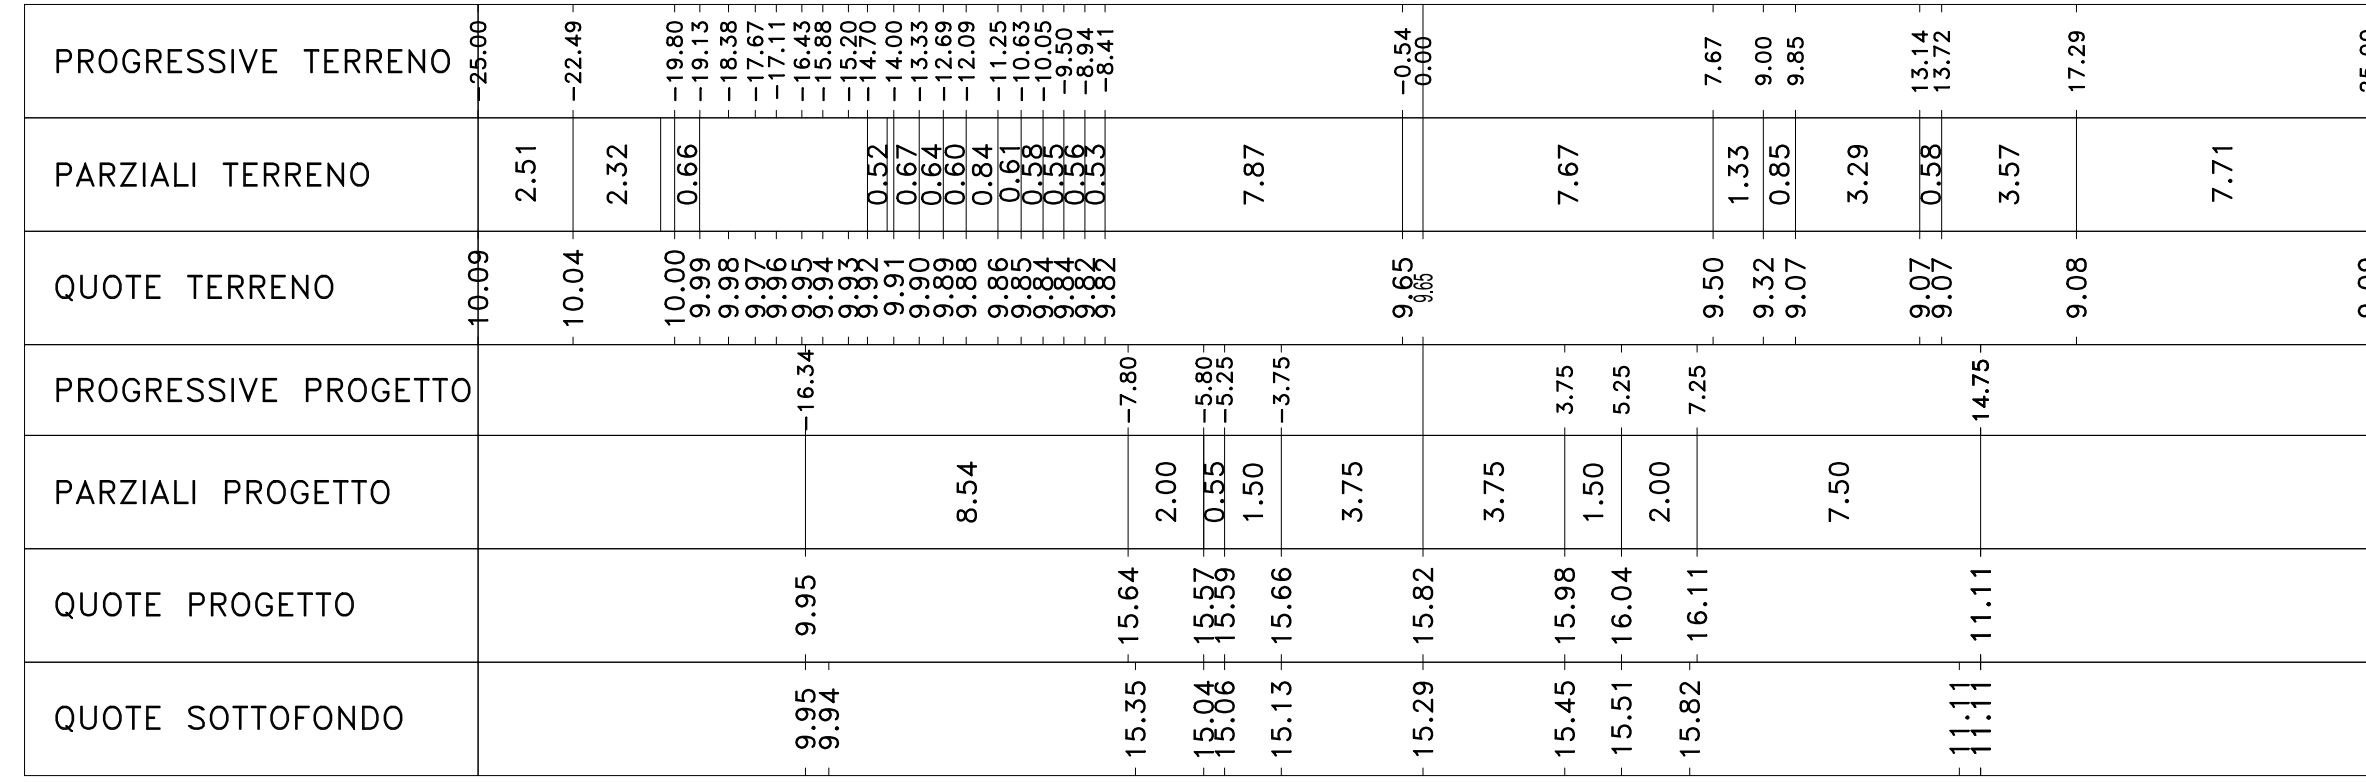 PROGRESSIVE TERRENO -25.00 -22.49 -19.80 -19.13 -18.38 -17.67 -17.11 -16.43 -15.88 -15.20 -14.70 -14.00 -13.33 -12.69 -12.09 -11.25 -10.63 -10.05 -9.50 -8.94 -8.41 -0.54 0.00 7.67 9.00 9.85 13.14 13.72 17.29
PARZIALI TERRENO 2.51 2.32 0.66 0.52 0.67 0.64 0.60 0.84 0.61 0.58 0.55 0.56 0.53 7.87 7.67 1.33 0.85 3.29 0.58 3.57 7.71
QUOTE TERRENO 10.09 10.04 10.00 9.99 9.98 9.97 9.96 9.95 9.94 9.93 9.92 9.91 9.90 9.89 9.88 9.86 9.85 9.84 9.84 9.82 9.82 9.65 9.65 9.50 9.32 9.07 9.07 9.07 9.08
PROGRESSIVE PROGETTO -16.34 -7.80 -5.80 -5.25 -3.75 3.75 5.25 7.25 14.75
PARZIALI PROGETTO 8.54 2.00 0.55 1.50 3.75 3.75 1.50 2.00 7.50
QUOTE PROGETTO 9.95 15.64 15.57 15.59 15.66 15.82 15.98 16.04 16.11 11.11
QUOTE SOTTOFONDO 9.95 9.94 15.35 15.04 15.06 15.13 15.29 15.45 15.51 15.82 11.11 11.11